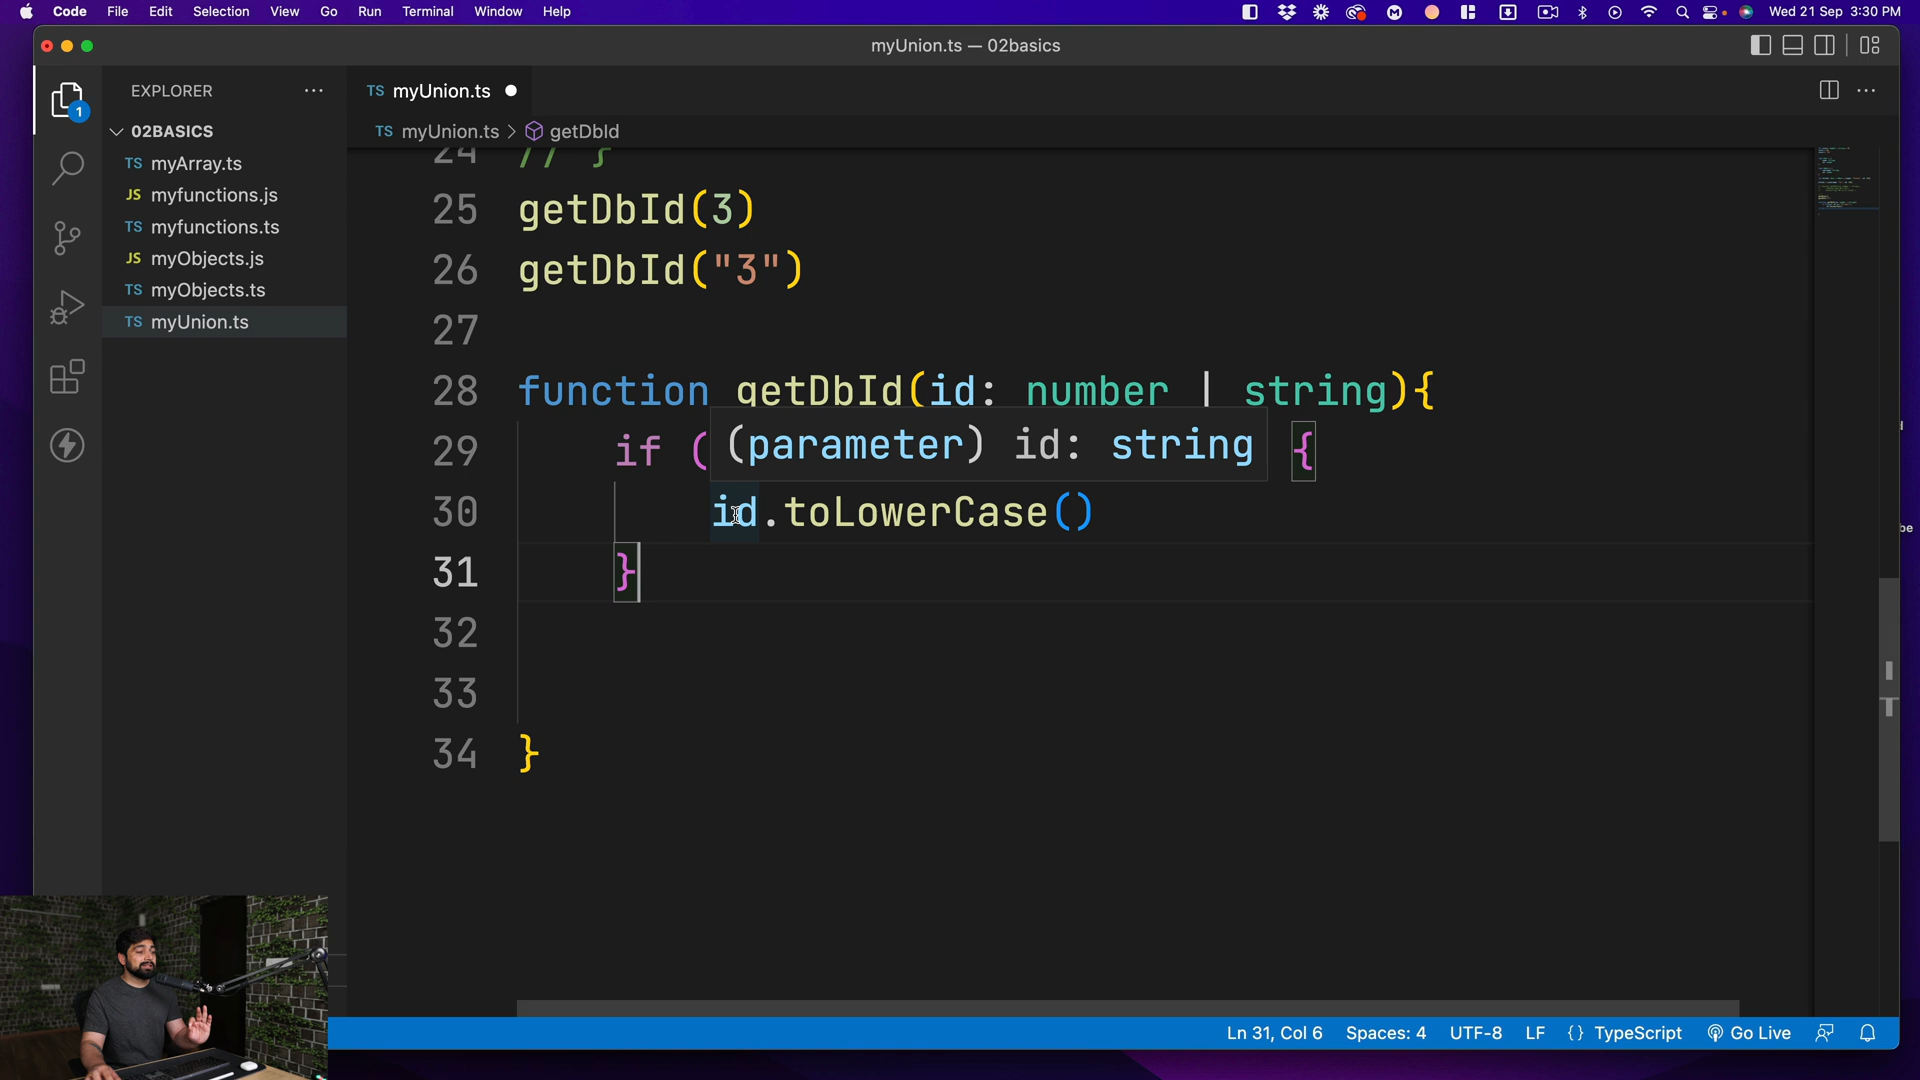 Code File Edit Selection View Go Run Terminal Window Help Wed 21 Sep 3:30 PM
myUnion.ts — 02basics
EXPLORER ···
TS myUnion.ts
1
TS myUnion.ts > getDbId
02BASICS
TS myArray.ts
JS myfunctions.js
TS myfunctions.ts
JS myObjects.js
TS myObjects.ts
TS myUnion.ts
24 // }
25 getDbId(3)
26 getDbId("3")
27
28 function getDbId(id: number | string){
29 if ( {
(parameter) id: string
30 id.toLowerCase()
31 }
32
33
34 }
Ln 31, Col 6 Spaces: 4 UTF-8 LF {} TypeScript Go Live